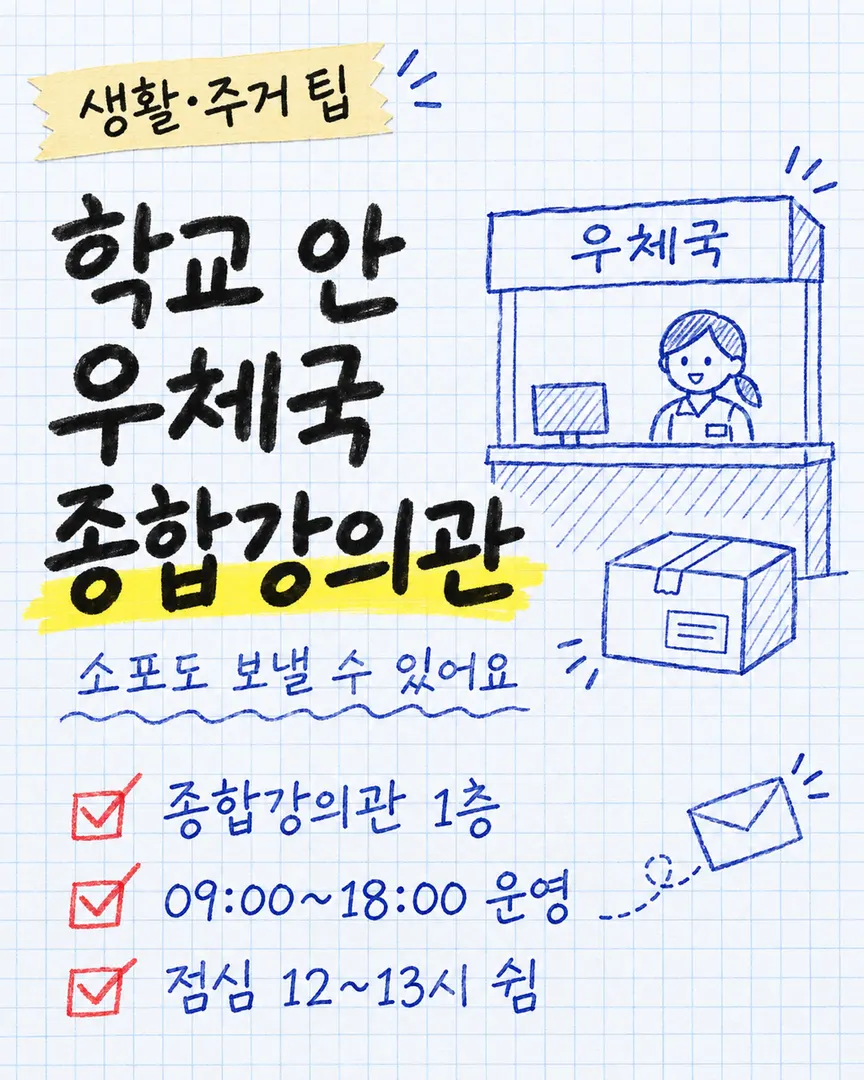 생활·주거 팁
학교 안
우체국
종합강의관
소포도 보낼 수 있어요
우체국
종합강의관 1층
09:00~18:00 운영
점심 12~13시 쉼